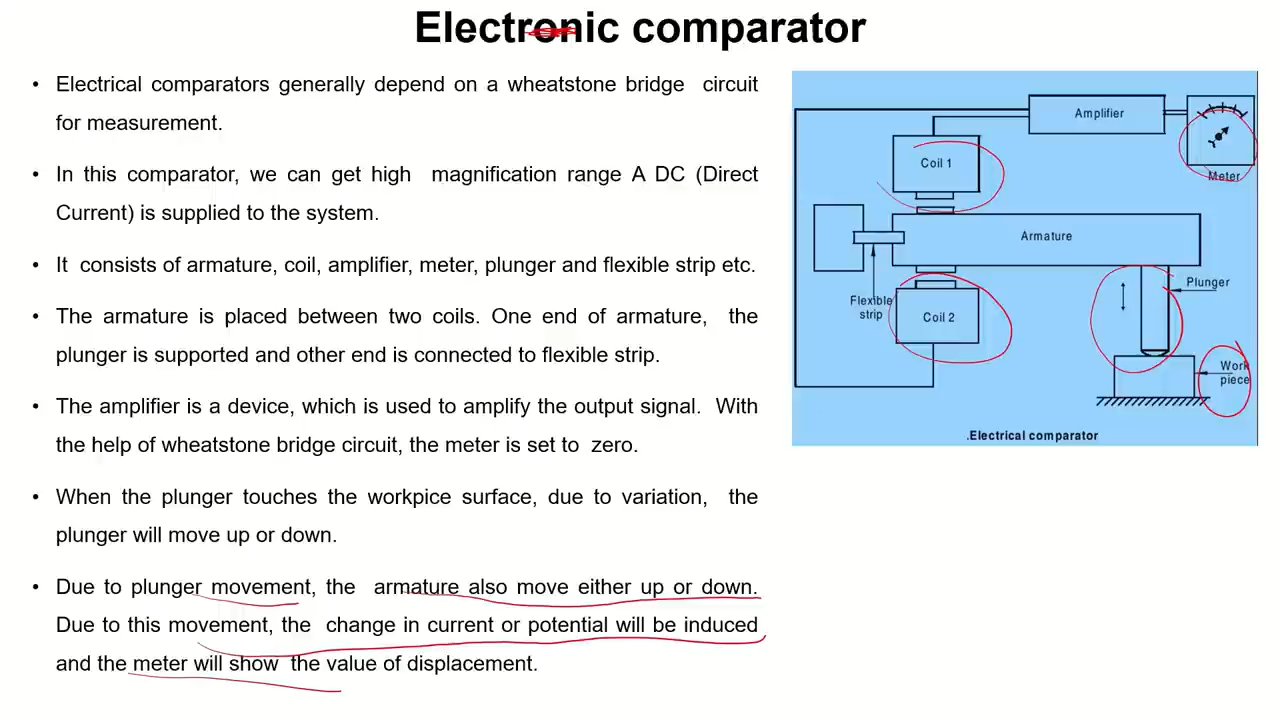 Electronic comparator
• Electrical comparators generally depend on a wheatstone bridge circuit
for measurement.
• In this comparator, we can get high magnification range A DC (Direct
Current) is supplied to the system.
• It consists of armature, coil, amplifier, meter, plunger and flexible strip etc.
• The armature is placed between two coils. One end of armature, the
plunger is supported and other end is connected to flexible strip.
• The amplifier is a device, which is used to amplify the output signal. With
the help of wheatstone bridge circuit, the meter is set to zero.
• When the plunger touches the workpice surface, due to variation, the
plunger will move up or down.
• Due to plunger movement, the armature also move either up or down.
Due to this movement, the change in current or potential will be induced
and the meter will show the value of displacement.
Amplifier
Meter
Coil 1
Armature
Flexible
strip
Coil 2
Plunger
Work
piece
.Electrical comparator